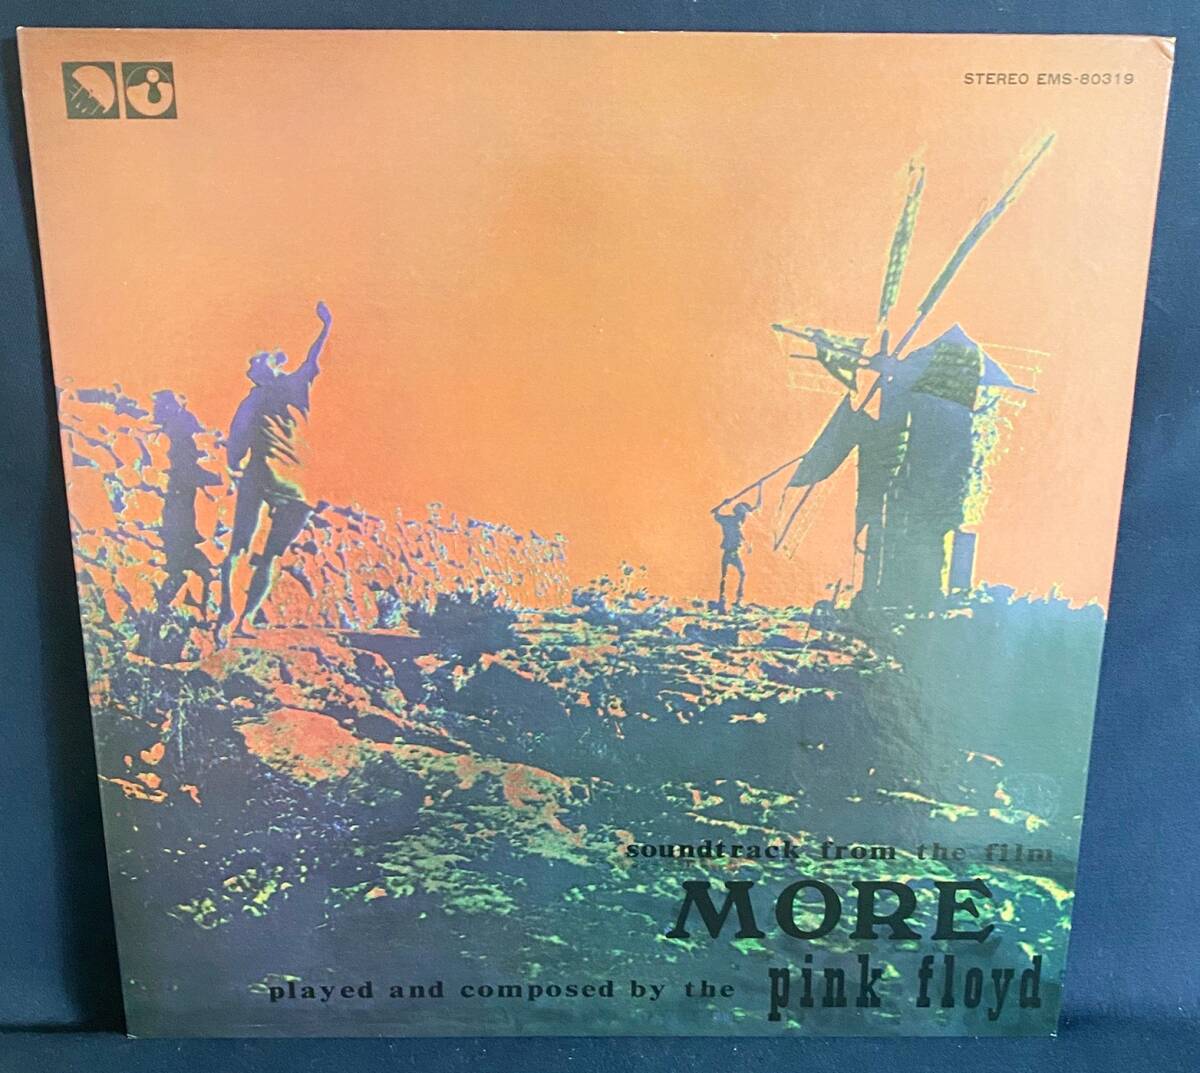 STEREO EMS-80319
soundtrack from the film
MORE
played and composed by the pink floyd